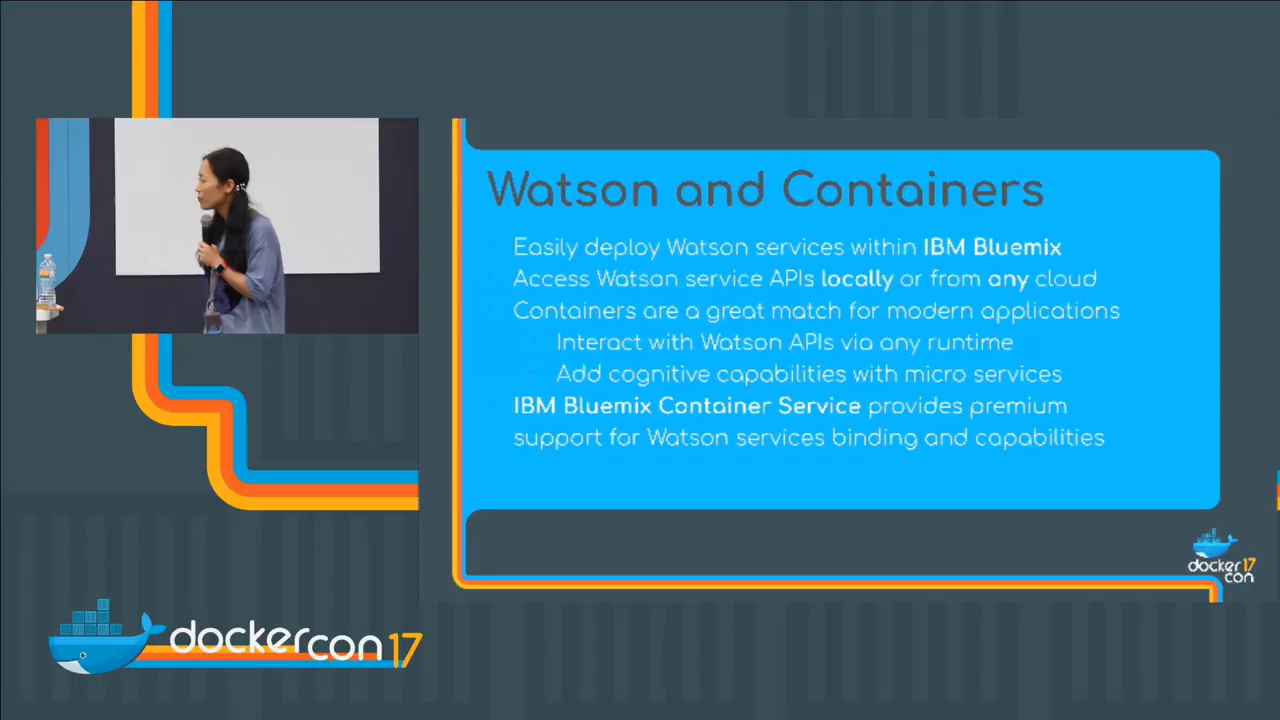 Watson and Containers
Easily deploy Watson services within IBM Bluemix
Access Watson service APIs locally or from any cloud
Containers are a great match for modern applications
Interact with Watson APIs via any runtime
Add cognitive capabilities with micro services
IBM Bluemix Container Service provides premium
support for Watson services binding and capabilities
docker 17
con
dockercon 17